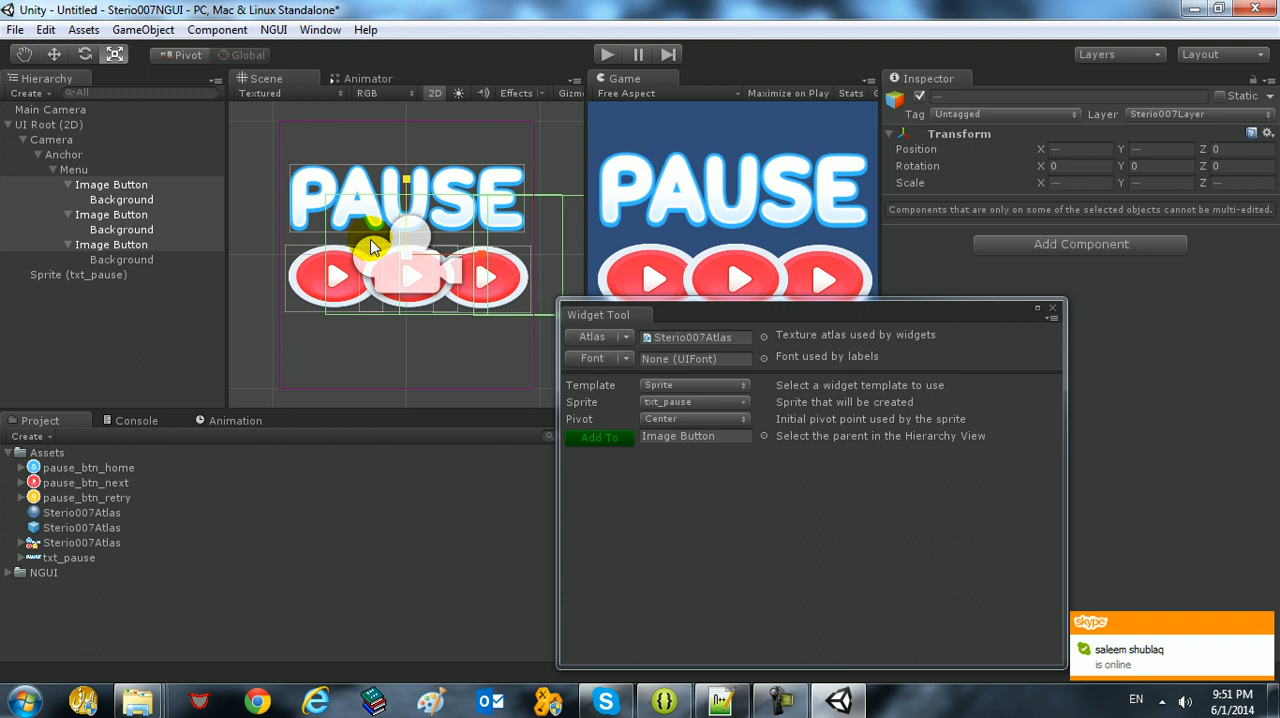 Unity - Untitled - Sterio007NGUI - PC, Mac & Linux Standalone*
File Edit Assets GameObject Component NGUI Window Help
Pivot Global
Layers Layout
Hierarchy
Create All
Main Camera
UI Root (2D)
Camera
Anchor
Menu
Image Button
Background
Image Button
Background
Image Button
Background
Sprite (txt_pause)
Scene Animator
Textured RGB 2D Effects Gizm
PAUSE
Game
Free Aspect Maximize on Play Stats G
PAUSE
Inspector
— Static
Tag Untagged Layer Sterio007Layer
Transform
Position X — Y — Z 0
Rotation X 0 Y 0 Z 0
Scale X — Y — Z —
Components that are only on some of the selected objects cannot be multi-edited.
Add Component
Widget Tool
Atlas Sterio007Atlas Texture atlas used by widgets
Font None (UIFont) Font used by labels
Template Sprite Select a widget template to use
Sprite txt_pause Sprite that will be created
Pivot Center Initial pivot point used by the sprite
Add To Image Button Select the parent in the Hierarchy View
Project Console Animation
Create
Assets
pause_btn_home
pause_btn_next
pause_btn_retry
Sterio007Atlas
Sterio007Atlas
Sterio007Atlas
txt_pause
NGUI
skype
saleem shublaq
is online
EN 9:51 PM
6/1/2014